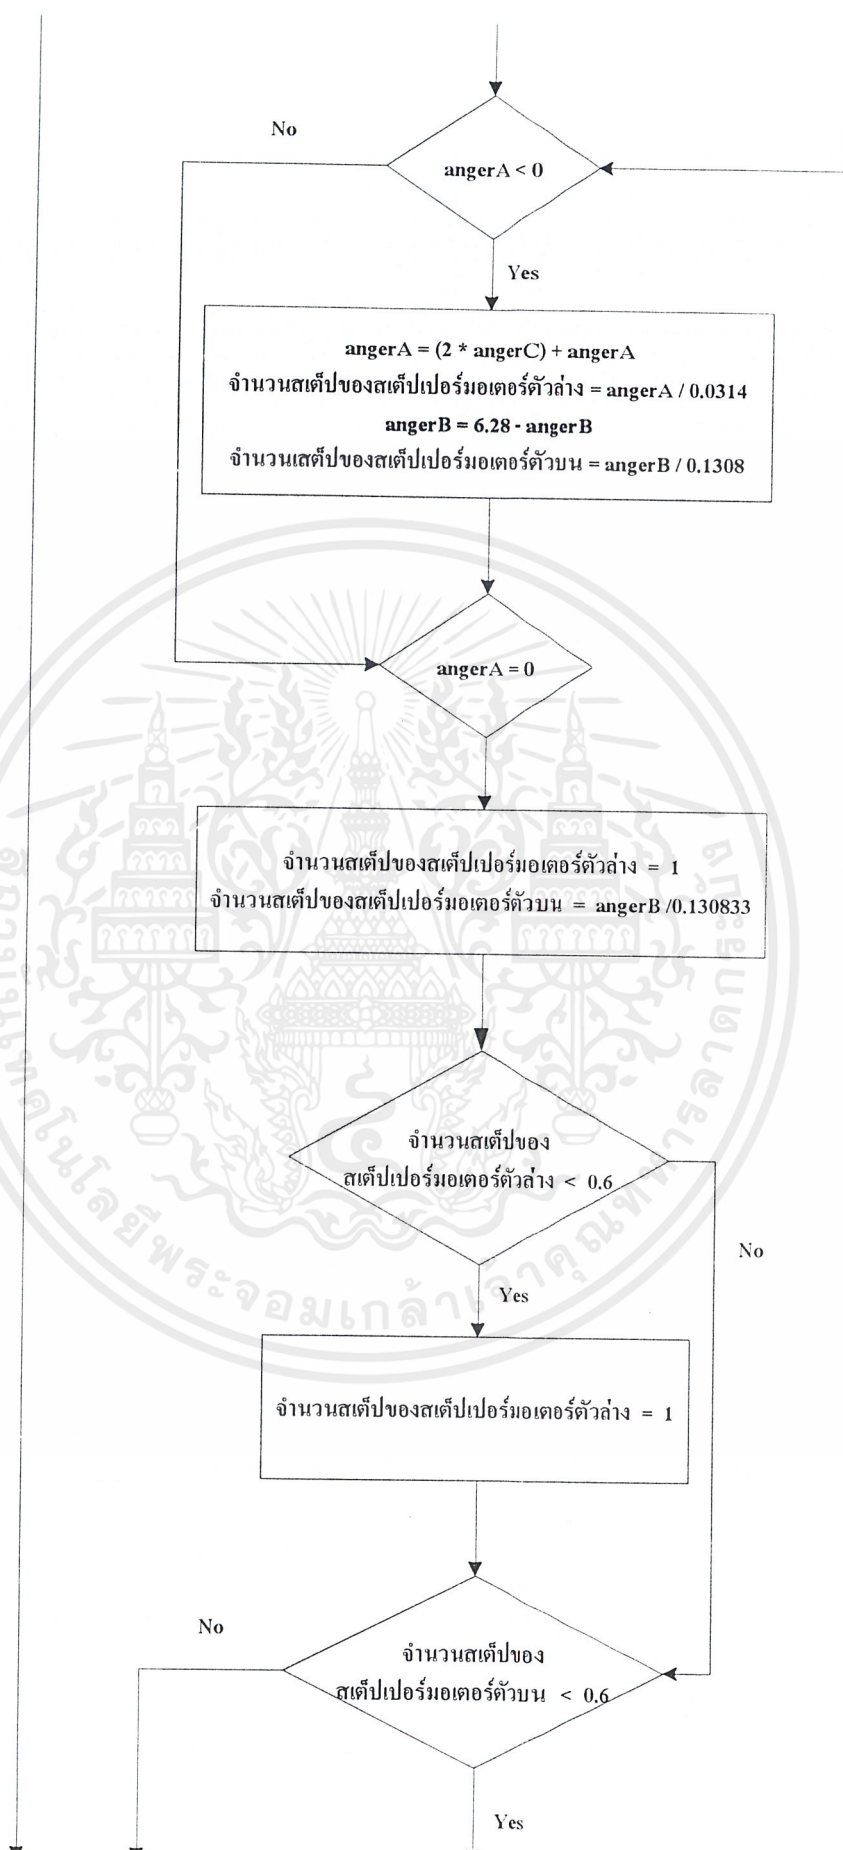 No
angerA < 0
Yes
angerA = (2 * angerC) + angerA
จำนวนสเต็ปของสเต็ปเปอร์มอเตอร์ตัวล่าง = angerA / 0.0314
angerB = 6.28 - angerB
จำนวนเสต็ปของสเต็ปเปอร์มอเตอร์ตัวบน = angerB / 0.1308
angerA = 0
จำนวนสเต็ปของสเต็ปเปอร์มอเตอร์ตัวล่าง = 1
จำนวนสเต็ปของสเต็ปเปอร์มอเตอร์ตัวบน = angerB /0.130833
จำนวนสเต็ปของ
สเต็ปเปอร์มอเตอร์ตัวล่าง < 0.6
No
Yes
จำนวนสเต็ปของสเต็ปเปอร์มอเตอร์ตัวล่าง = 1
No
จำนวนสเต็ปของ
สเต็ปเปอร์มอเตอร์ตัวบน < 0.6
Yes